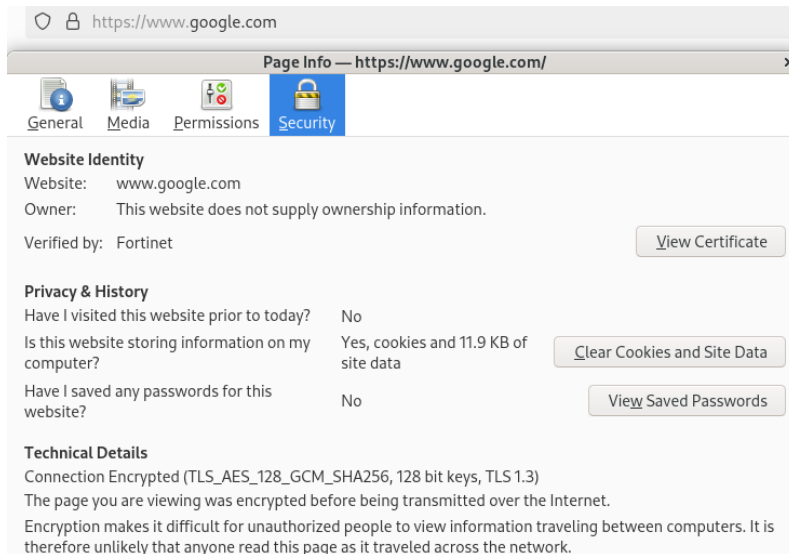 https://www.google.com
Page Info — https://www.google.com/
General Media Permissions Security
Website Identity
Website: www.google.com
Owner: This website does not supply ownership information.
Verified by: Fortinet View Certificate
Privacy & History
Have I visited this website prior to today? No
Is this website storing information on my Yes, cookies and 11.9 KB of
computer? site data Clear Cookies and Site Data
Have I saved any passwords for this
website? No View Saved Passwords
Technical Details
Connection Encrypted (TLS_AES_128_GCM_SHA256, 128 bit keys, TLS 1.3)
The page you are viewing was encrypted before being transmitted over the Internet.
Encryption makes it difficult for unauthorized people to view information traveling between computers. It is
therefore unlikely that anyone read this page as it traveled across the network.